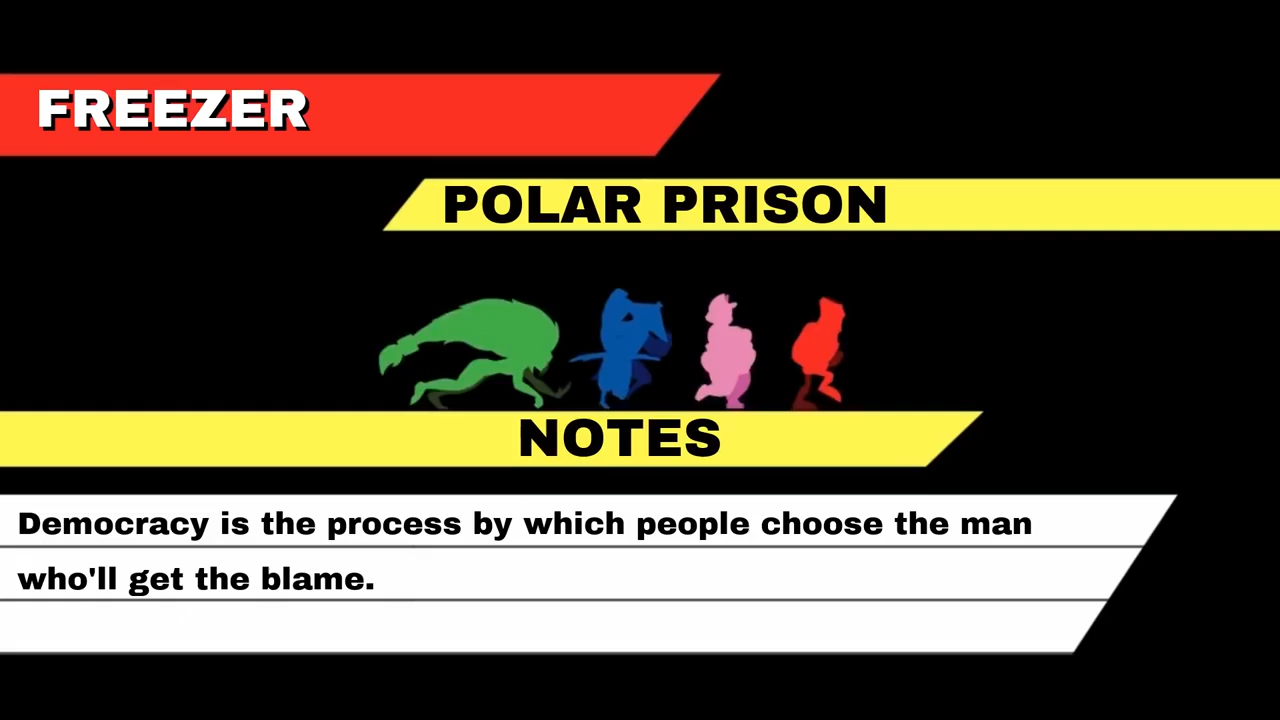 FREEZER
POLAR PRISON
NOTES
Democracy is the process by which people choose the man
who'll get the blame.